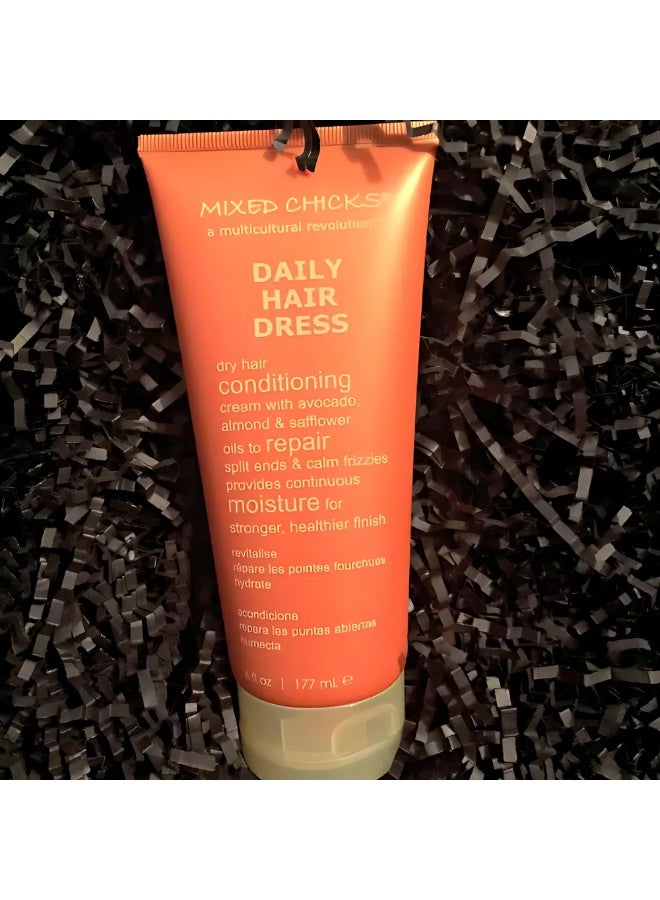 MIXED CHICKS®
a multicultural revolution™
DAILY
HAIR
DRESS
dry hair
conditioning
cream with avocado,
almond & safflower
oils to repair
split ends & calm frizzies
provides continuous
moisture for
stronger, healthier finish.
revitalise
répare les pointes fourchues
hydrate
acondiciona
repara las puntas abiertas
humecta
6 fl oz | 177 mL ℮